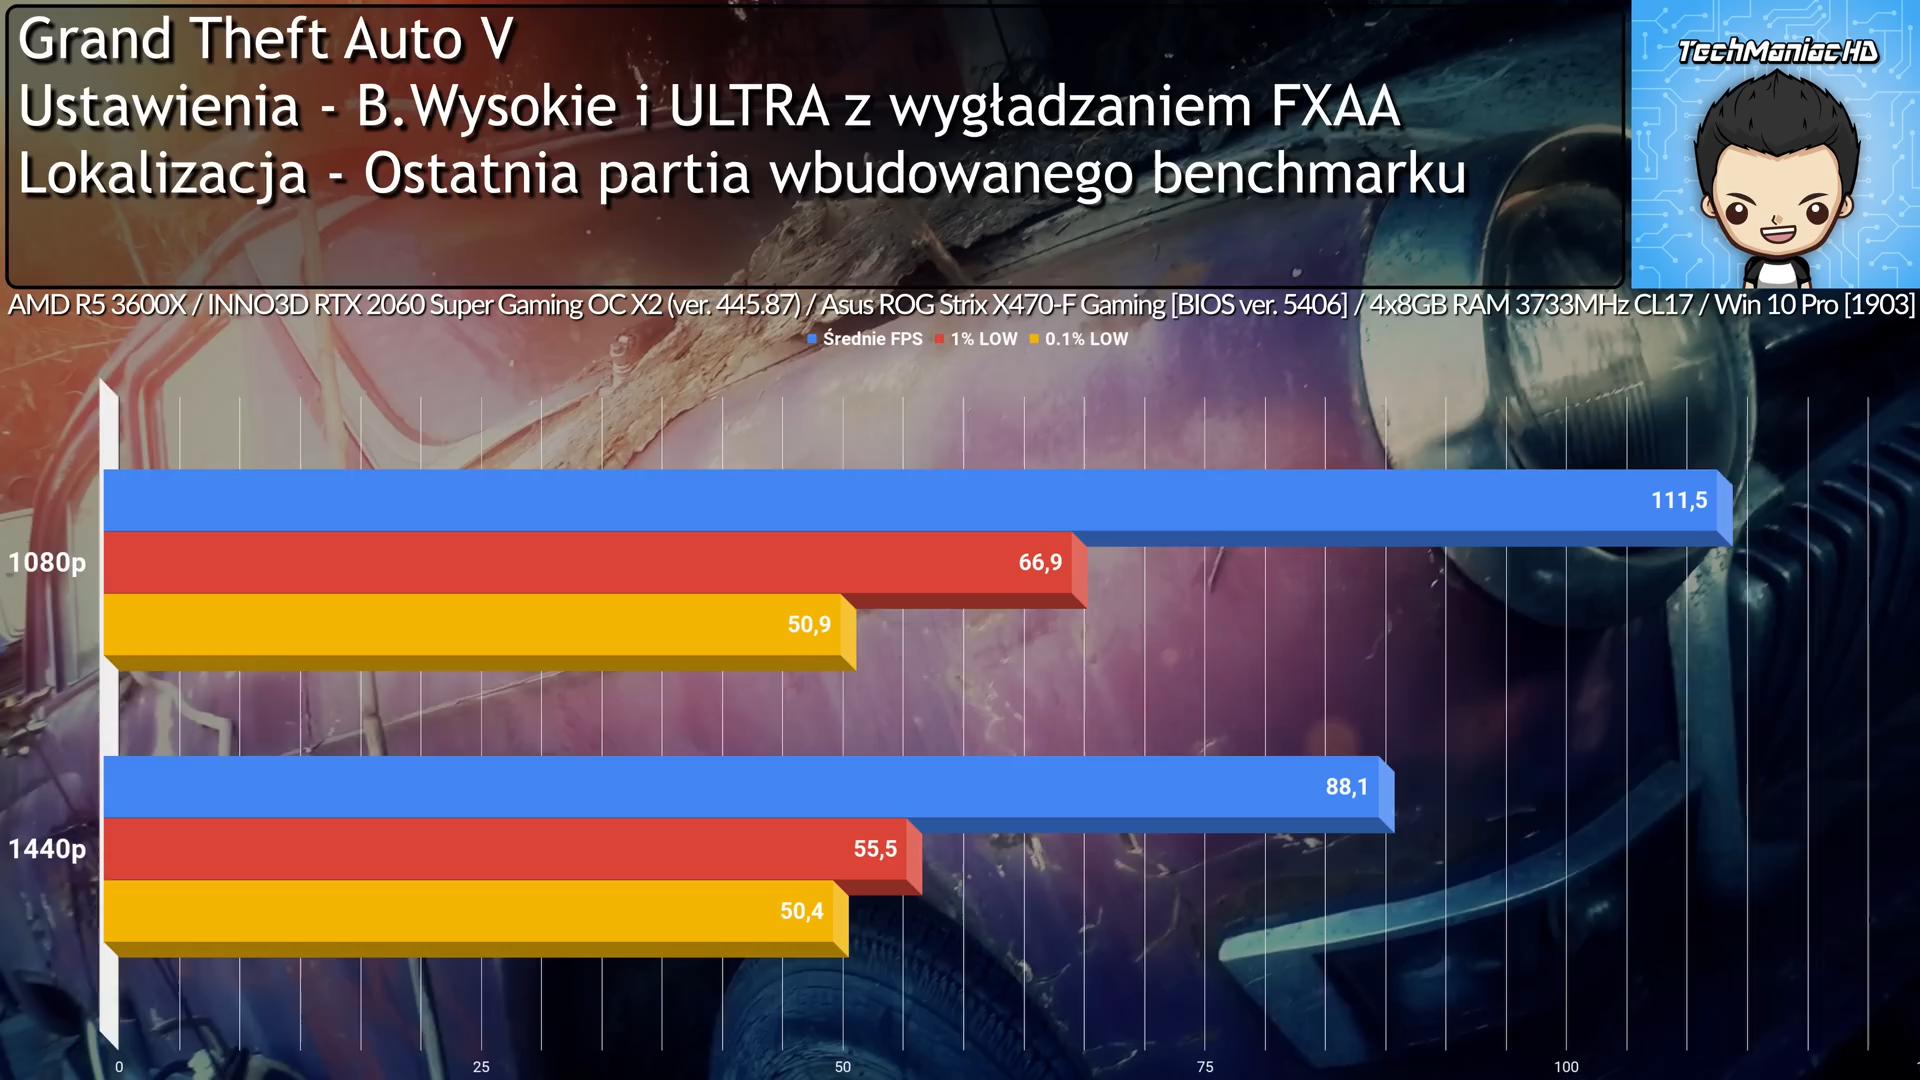 Grand Theft Auto V
Ustawienia - B.Wysokie i ULTRA z wygładzaniem FXAA
Lokalizacja - Ostatnia partia wbudowanego benchmarku
TechManiacHD
AMD R5 3600X / INNO3D RTX 2060 Super Gaming OC X2 (ver. 445.87) / Asus ROG Strix X470-F Gaming [BIOS ver. 5406] / 4x8GB RAM 3733MHz CL17 / Win 10 Pro [1903]
Średnie FPS 1% LOW 0.1% LOW
111,5
1080p 66,9
50,9
88,1
1440p 55,5
50,4
0 25 50 75 100